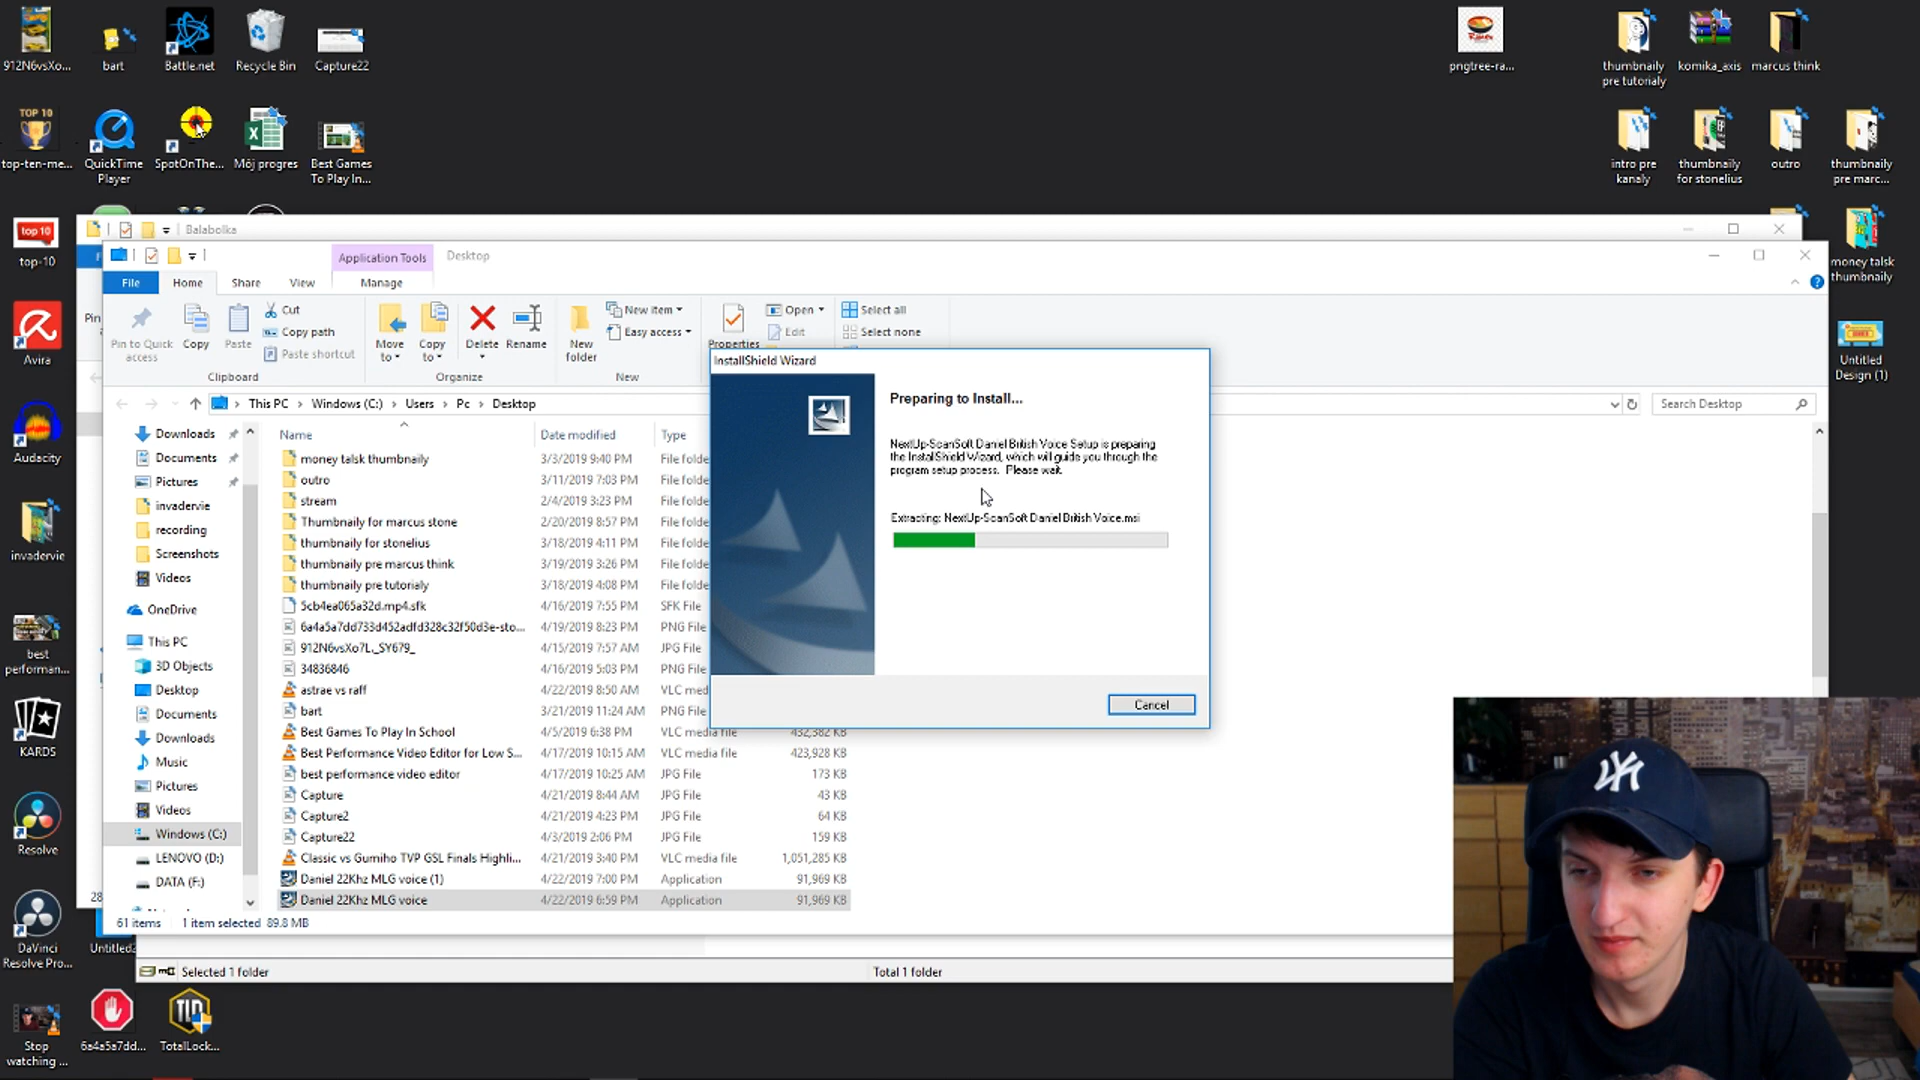 912N6vsXo...
bart
Battle.net
Recycle Bin
Capture22
pngtree-ra...
thumbnaily
pre tutorialy
komika_axis
marcus think
TOP 10
top-ten-me...
QuickTime
Player
SpotOnThe...
Môj progres
Best Games
To Play In...
intro pre
kanaly
thumbnaily
for stonelius
outro
thumbnaily
pre marc...
top 10
top-10
Balabolka
Application Tools
Desktop
File
Home
Share
View
Manage
money talsk
thumbnaily
Avira
Pin to Quick
access
Copy
Paste
Cut
Copy path
Paste shortcut
Clipboard
Move
to
Copy
to
Delete
Rename
Organize
New
folder
New item
Easy access
New
Properties
Open
Edit
Select all
Select none
Untitled
Design (1)
This PC
Windows (C:)
Users
Pc
Desktop
Search Desktop
InstallShield Wizard
Preparing to Install...
NextUp-ScanSoft Daniel British Voice Setup is preparing
the InstallShield Wizard, which will guide you through the
program setup process. Please wait.
Extracting: NextUp-ScanSoft Daniel British Voice.msi
Cancel
Audacity
invadervie
best
performan...
KARDS
Resolve
DaVinci
Resolve Pro...
Untitled2
Stop
watching ...
6a4a5a7dd...
TotalLock...
Downloads
Documents
Pictures
invadervie
recording
Screenshots
Videos
OneDrive
This PC
3D Objects
Desktop
Documents
Downloads
Music
Pictures
Videos
Windows (C:)
LENOVO (D:)
DATA (F:)
Name Date modified Type
money talsk thumbnaily 3/3/2019 9:40 PM File folde
outro 3/11/2019 7:03 PM File folde
stream 2/4/2019 3:23 PM File folde
Thumbnaily for marcus stone 2/20/2019 8:57 PM File folde
thumbnaily for stonelius 3/18/2019 4:11 PM File folde
thumbnaily pre marcus think 3/19/2019 3:26 PM File folde
thumbnaily pre tutorialy 3/18/2019 4:08 PM File folde
5cb4ea065a32d.mp4.sfk 4/16/2019 7:55 PM SFK File
6a4a5a7dd733d452adfd328c32f50d3e-sto... 4/19/2019 8:23 PM PNG File
912N6vsXo7L._SY679_ 4/15/2019 7:57 AM JPG File
34836846 4/16/2019 5:03 PM PNG File
astrae vs raff 4/22/2019 8:50 AM VLC med
bart 3/21/2019 11:24 AM PNG File
Best Games To Play In School 4/5/2019 6:38 PM VLC media file 432,382 KB
Best Performance Video Editor for Low S... 4/17/2019 10:15 AM VLC media file 423,928 KB
best performance video editor 4/17/2019 10:25 AM JPG File 173 KB
Capture 4/21/2019 8:44 AM JPG File 43 KB
Capture2 4/21/2019 4:23 PM JPG File 64 KB
Capture22 4/3/2019 2:06 PM JPG File 159 KB
Classic vs Gumiho TVP GSL Finals Highli... 4/21/2019 3:40 PM VLC media file 1,051,285 KB
Daniel 22Khz MLG voice (1) 4/22/2019 7:00 PM Application 91,969 KB
Daniel 22Khz MLG voice 4/22/2019 6:59 PM Application 91,969 KB
61 items 1 item selected 89.8 MB
Selected 1 folder
Total 1 folder